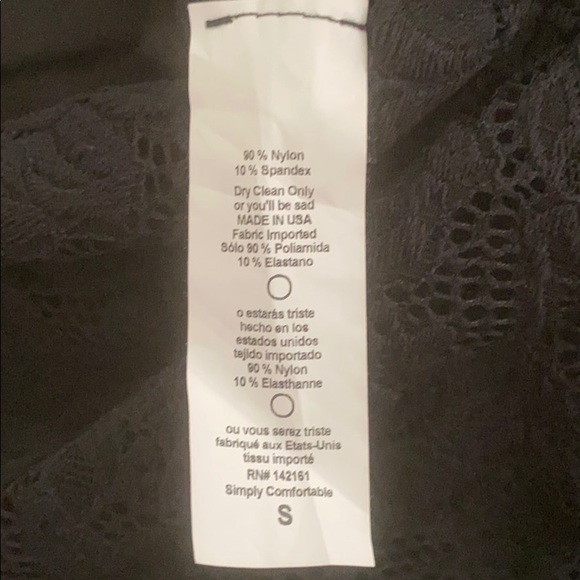 90 % Nylon
10 % Spandex
Dry Clean Only
or you'll be sad
MADE IN USA
Fabric Imported
Sólo 90 % Poliamida
10 % Elastano
o estarás triste
hecho en los
estados unidos
tejido importado
90 % Nylon
10 % Elasthanne
ou vous serez triste
fabriqué aux Etats-Unis
tissu importé
RN# 142161
Simply Comfortable
S